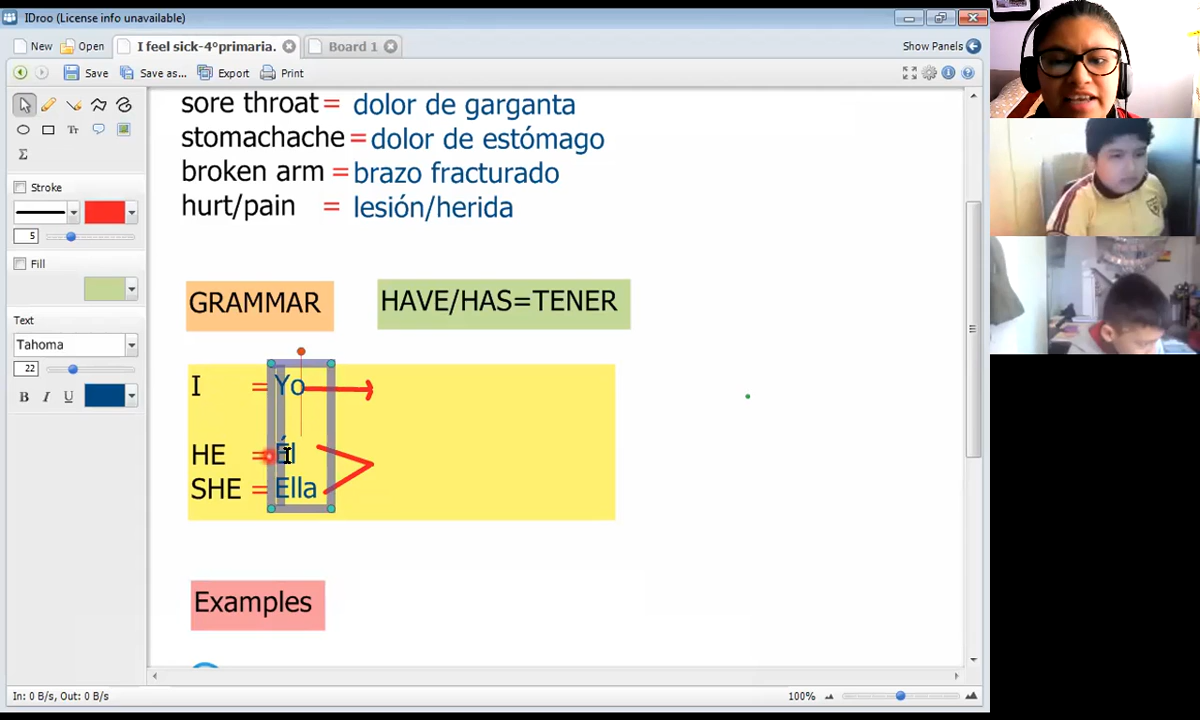 IDroo (License info unavailable)
New Open I feel sick-4°primaria. Board 1 Show Panels
Save Save as... Export Print
sore throat = dolor de garganta
stomachache = dolor de estómago
broken arm = brazo fracturado
hurt/pain = lesión/herida
Tt
Σ
Stroke
5
Fill
Text
Tahoma
22
B I U
GRAMMAR HAVE/HAS=TENER
I = Yo
HE = Él
SHE = Ella
Examples
In: 0 B/s, Out: 0 B/s 100%